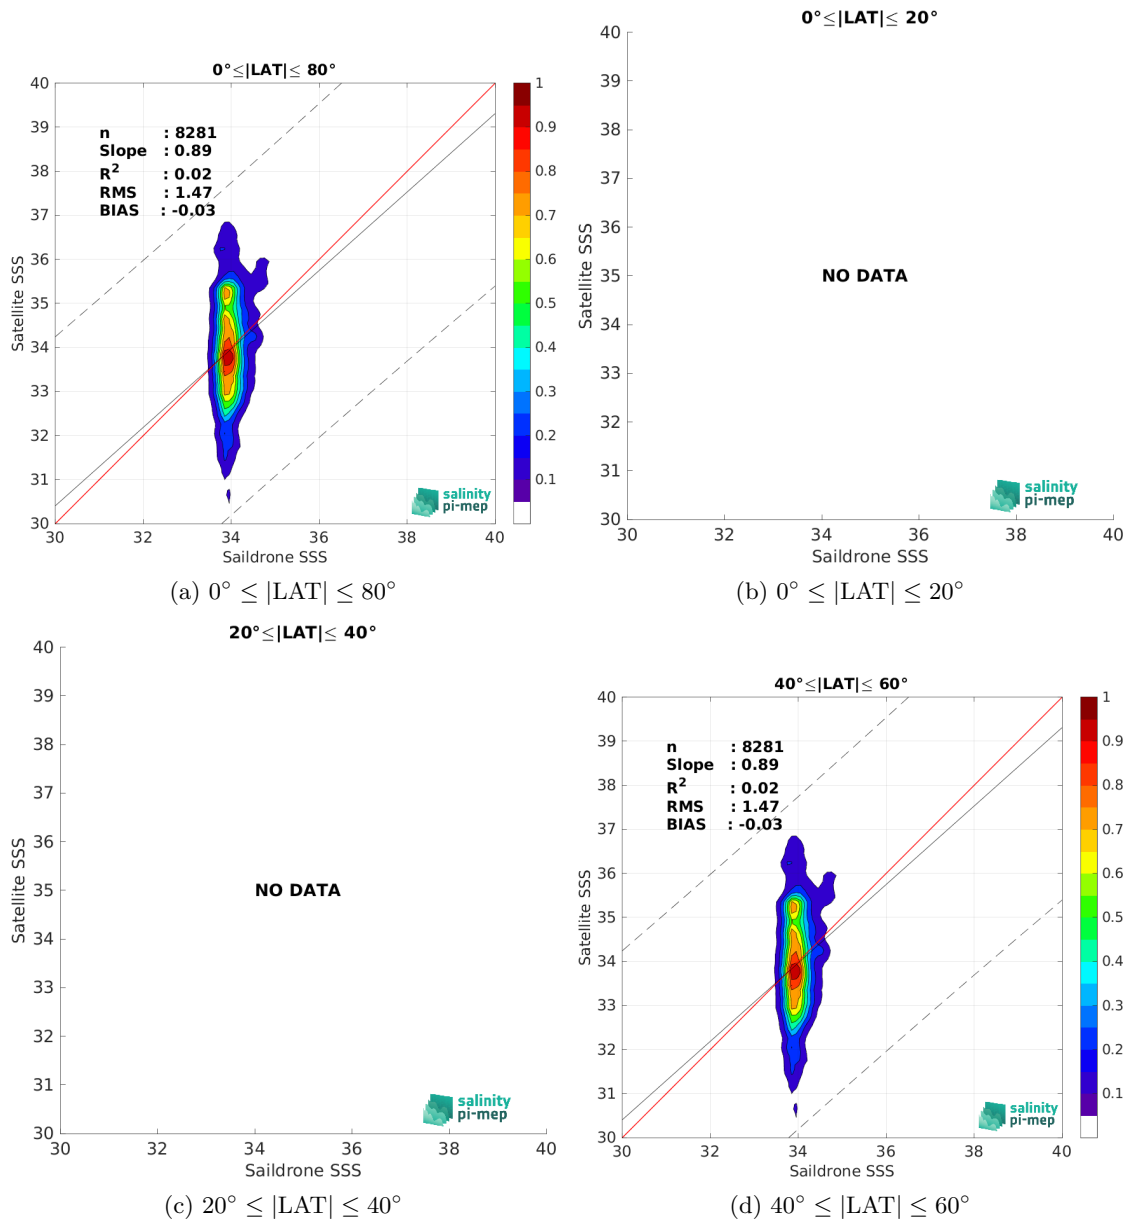 0°≤|LAT|≤ 80°
n : 8281
Slope : 0.89
R² : 0.02
RMS : 1.47
BIAS : -0.03
40
39
38
37
36
35
34
33
32
31
30
Satellite SSS
30 32 34 36 38 40
Saildrone SSS
1
0.9
0.8
0.7
0.6
0.5
0.4
0.3
0.2
0.1
salinity
pi-mep
(a) 0° ≤ |LAT| ≤ 80°
0°≤|LAT|≤ 20°
40
39
38
37
36
35
34
33
32
31
30
Satellite SSS
NO DATA
salinity
pi-mep
30 32 34 36 38 40
Saildrone SSS
(b) 0° ≤ |LAT| ≤ 20°
20°≤|LAT|≤ 40°
40
39
38
37
36
35
34
33
32
31
30
Satellite SSS
NO DATA
salinity
pi-mep
30 32 34 36 38 40
Saildrone SSS
(c) 20° ≤ |LAT| ≤ 40°
40°≤|LAT|≤ 60°
n : 8281
Slope : 0.89
R² : 0.02
RMS : 1.47
BIAS : -0.03
40
39
38
37
36
35
34
33
32
31
30
Satellite SSS
30 32 34 36 38 40
Saildrone SSS
1
0.9
0.8
0.7
0.6
0.5
0.4
0.3
0.2
0.1
salinity
pi-mep
(d) 40° ≤ |LAT| ≤ 60°